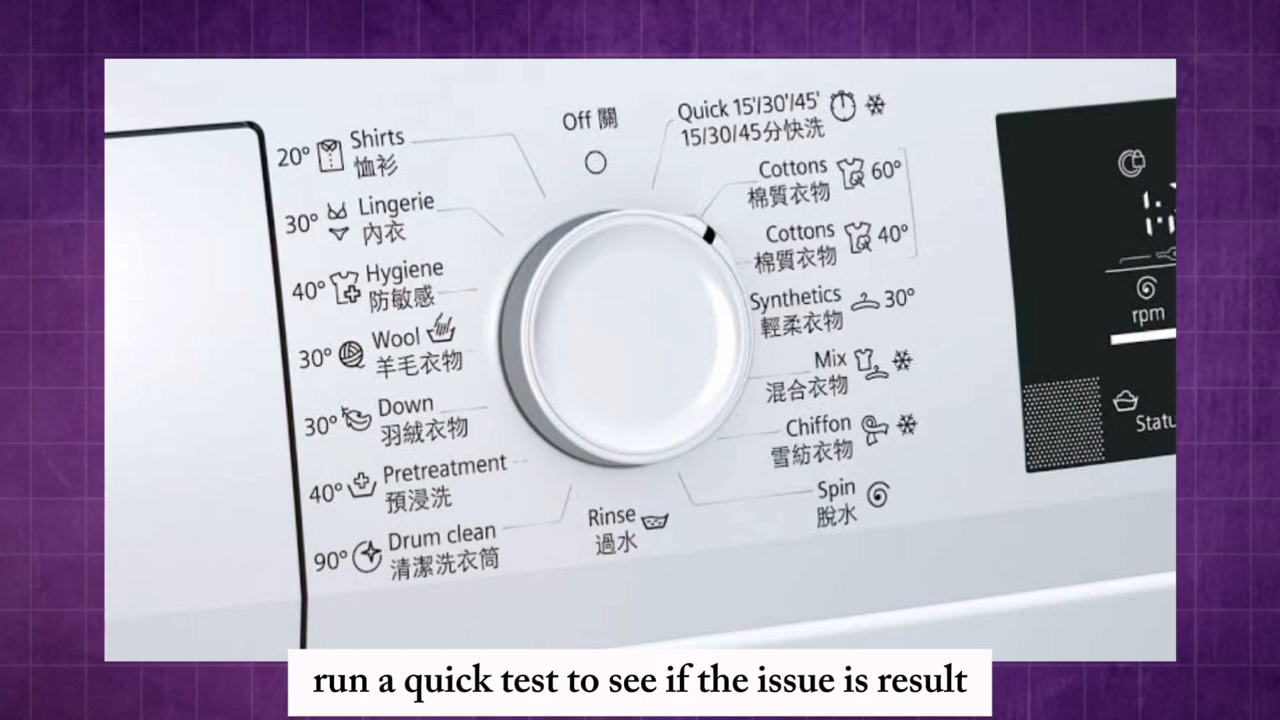 Off 關
20° Shirts
恤衫
30° Lingerie
內衣
40° Hygiene
防敏感
30° Wool
羊毛衣物
30° Down
羽絨衣物
40° Pretreatment
預浸洗
90° Drum clean
清潔洗衣筒
Rinse
過水
Quick 15'/30'/45'
15/30/45分快洗
Cottons 60°
棉質衣物
Cottons 40°
棉質衣物
Synthetics 30°
輕柔衣物
Mix
混合衣物
Chiffon
雪紡衣物
Spin
脫水
rpm
Statu
run a quick test to see if the issue is result